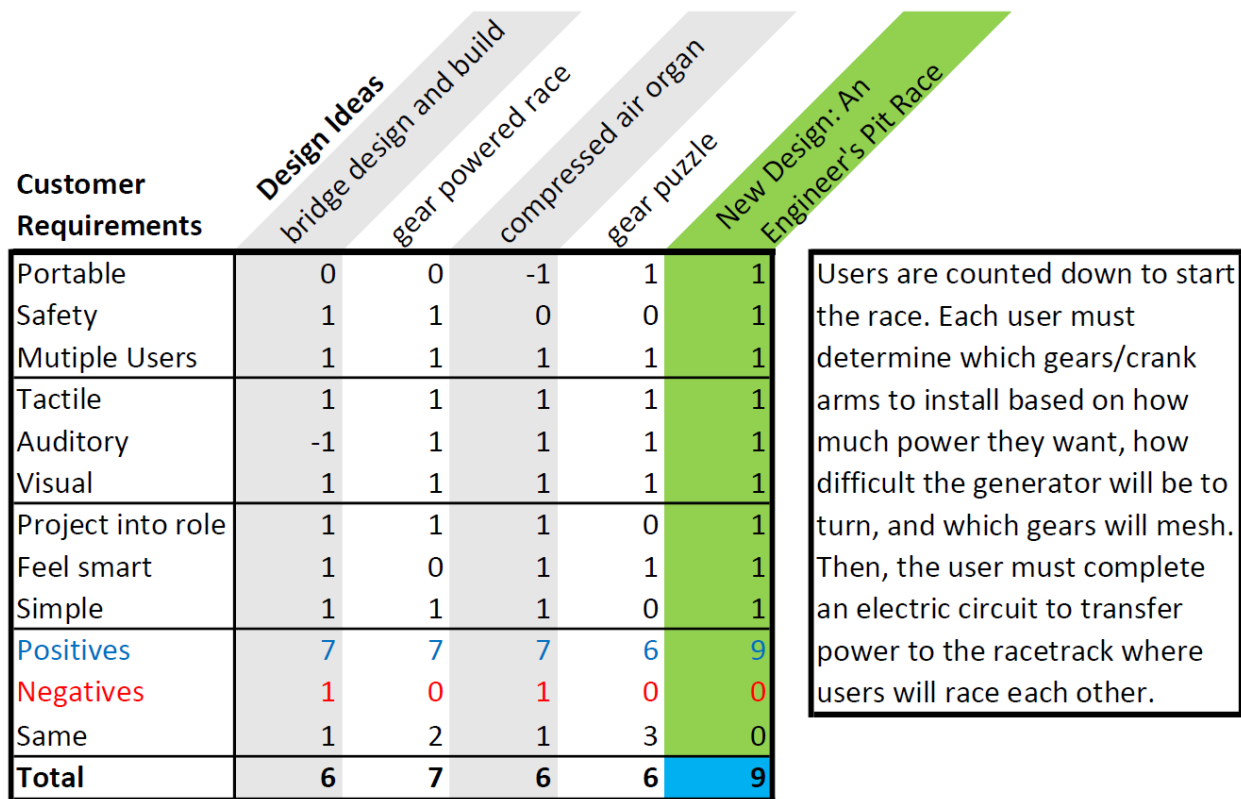 Design Ideas
bridge design and build
gear powered race
compressed air organ
gear puzzle
New Design: An
Engineer's Pit Race
Customer
Requirements
Portable 0 0 -1 1 1
Safety 1 1 0 0 1
Mutiple Users 1 1 1 1 1
Tactile 1 1 1 1 1
Auditory -1 1 1 1 1
Visual 1 1 1 1 1
Project into role 1 1 1 0 1
Feel smart 1 0 1 1 1
Simple 1 1 1 0 1
Positives 7 7 7 6 9
Negatives 1 0 1 0 0
Same 1 2 1 3 0
Total 6 7 6 6 9
Users are counted down to start
the race. Each user must
determine which gears/crank
arms to install based on how
much power they want, how
difficult the generator will be to
turn, and which gears will mesh.
Then, the user must complete
an electric circuit to transfer
power to the racetrack where
users will race each other.